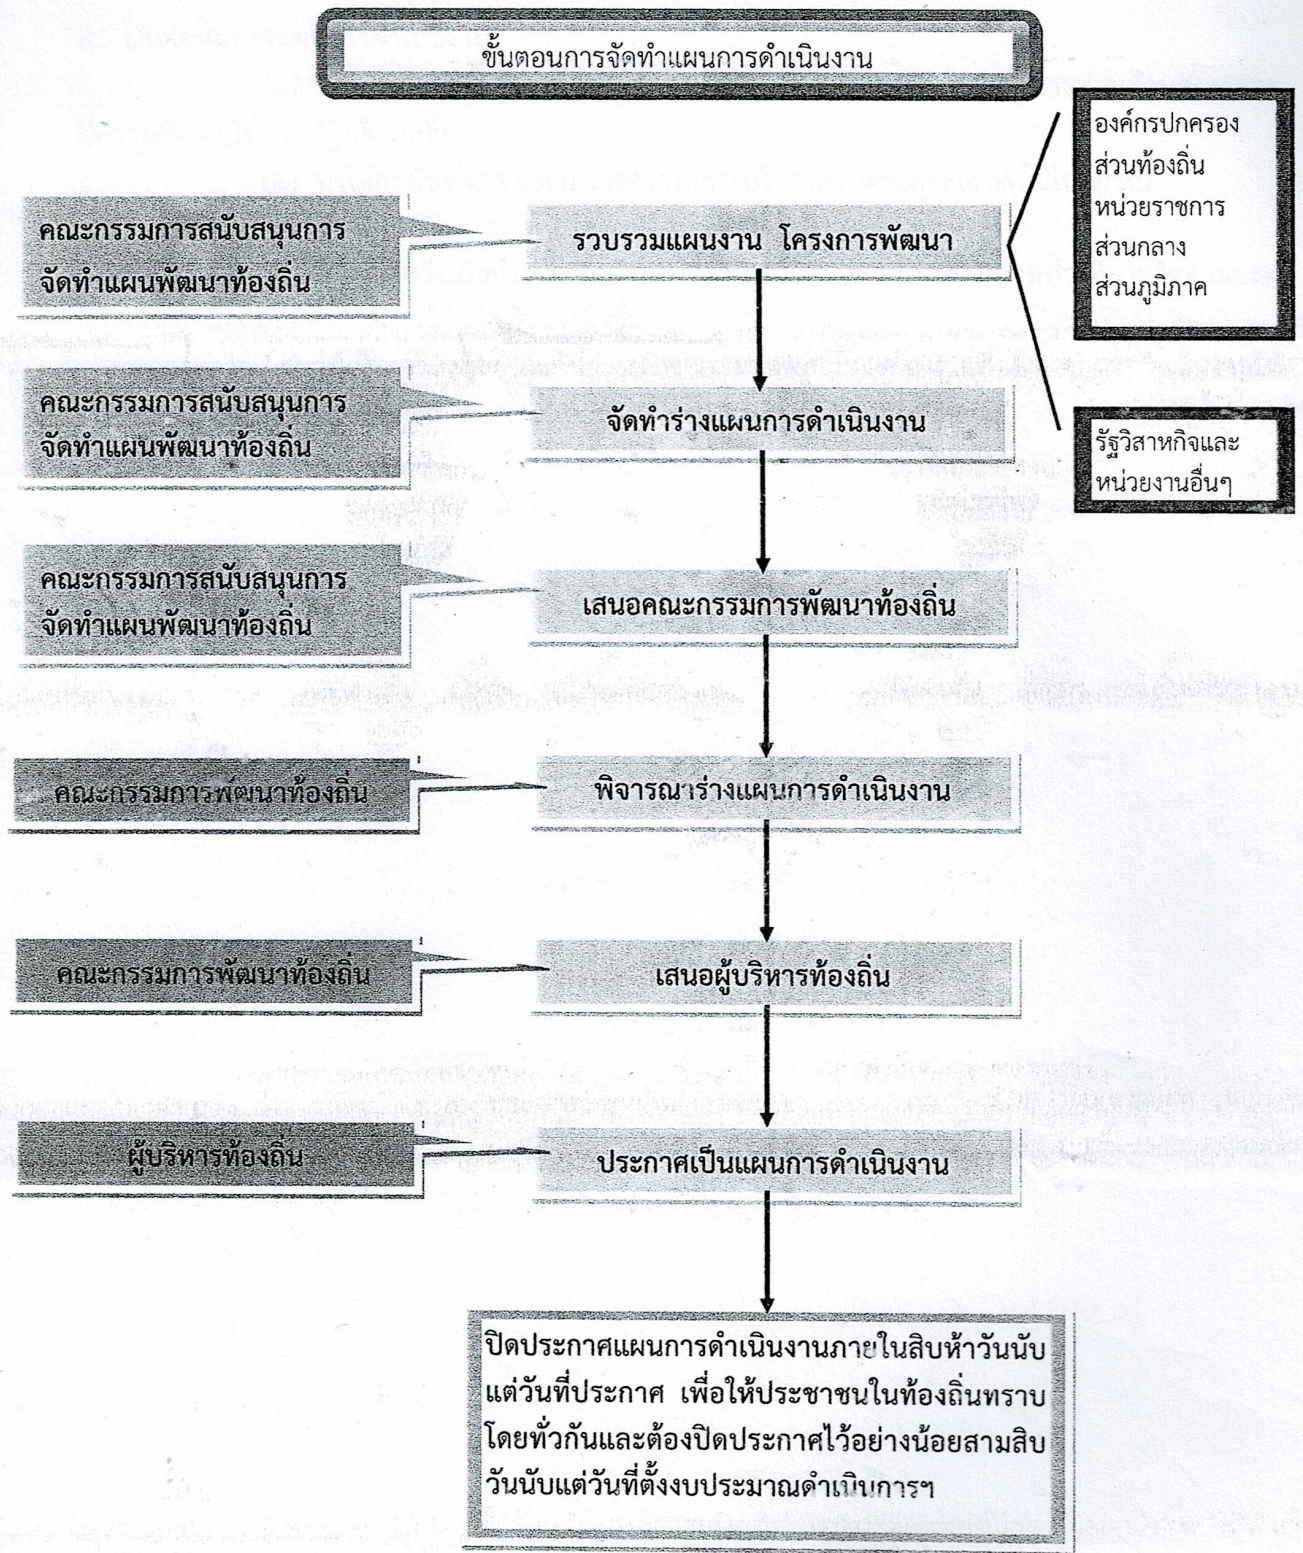 ขั้นตอนการจัดทำแผนการดำเนินงาน
องค์กรปกครอง
ส่วนท้องถิ่น
หน่วยราชการ
ส่วนกลาง
ส่วนภูมิภาค
คณะกรรมการสนับสนุนการ
จัดทำแผนพัฒนาท้องถิ่น
รวบรวมแผนงาน โครงการพัฒนา
คณะกรรมการสนับสนุนการ
จัดทำแผนพัฒนาท้องถิ่น
จัดทำร่างแผนการดำเนินงาน
รัฐวิสาหกิจและ
หน่วยงานอื่นๆ
คณะกรรมการสนับสนุนการ
จัดทำแผนพัฒนาท้องถิ่น
เสนอคณะกรรมการพัฒนาท้องถิ่น
คณะกรรมการพัฒนาท้องถิ่น
พิจารณาร่างแผนการดำเนินงาน
คณะกรรมการพัฒนาท้องถิ่น
เสนอผู้บริหารท้องถิ่น
ผู้บริหารท้องถิ่น
ประกาศเป็นแผนการดำเนินงาน
ปิดประกาศแผนการดำเนินงานภายในสิบห้าวันนับ
แต่วันที่ประกาศ เพื่อให้ประชาชนในท้องถิ่นทราบ
โดยทั่วกันและต้องปิดประกาศไว้อย่างน้อยสามสิบ
วันนับแต่วันที่ตั้งงบประมาณดำเนินการฯ